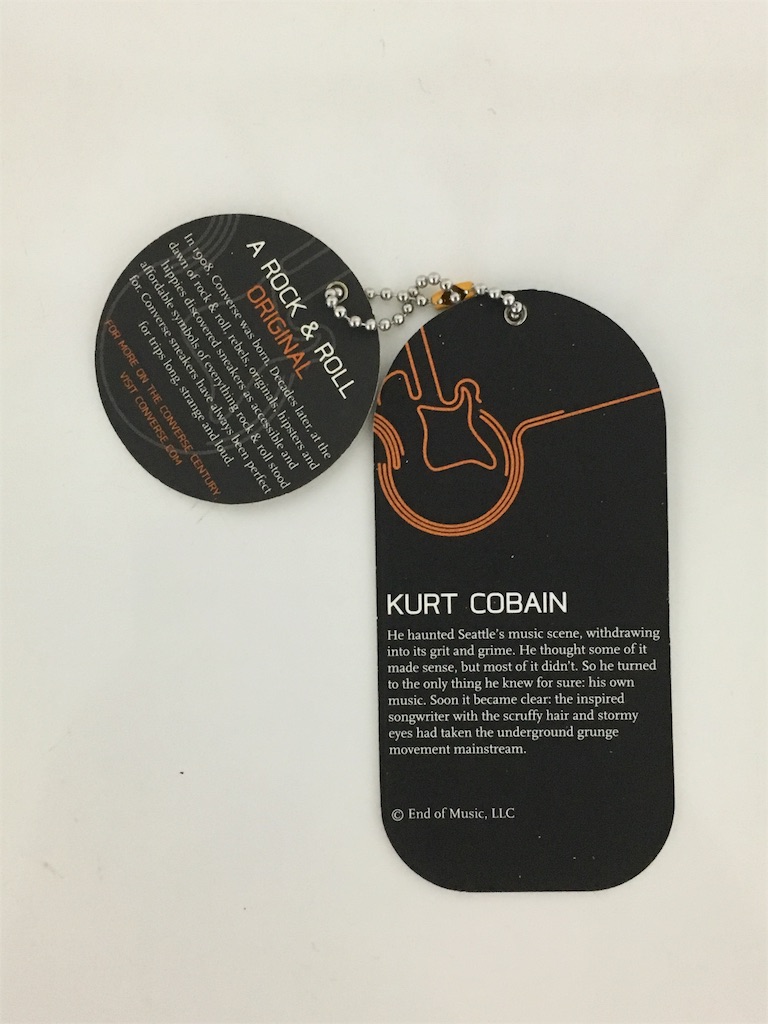 A ROCK & ROLL
ORIGINAL
In 1908, Converse was born. Decades later, at the
dawn of rock & roll, rebels, originals, hipsters and
hippies discovered sneakers as accessible and
affordable symbols of everything rock & roll stood
for. Converse sneakers have always been perfect
for trips long, strange and loud.
FOR MORE ON THE CONVERSE CENTURY
VISIT CONVERSE.COM
KURT COBAIN
He haunted Seattle's music scene, withdrawing
into its grit and grime. He thought some of it
made sense, but most of it didn't. So he turned
to the only thing he knew for sure: his own
music. Soon it became clear: the inspired
songwriter with the scruffy hair and stormy
eyes had taken the underground grunge
movement mainstream.
© End of Music, LLC